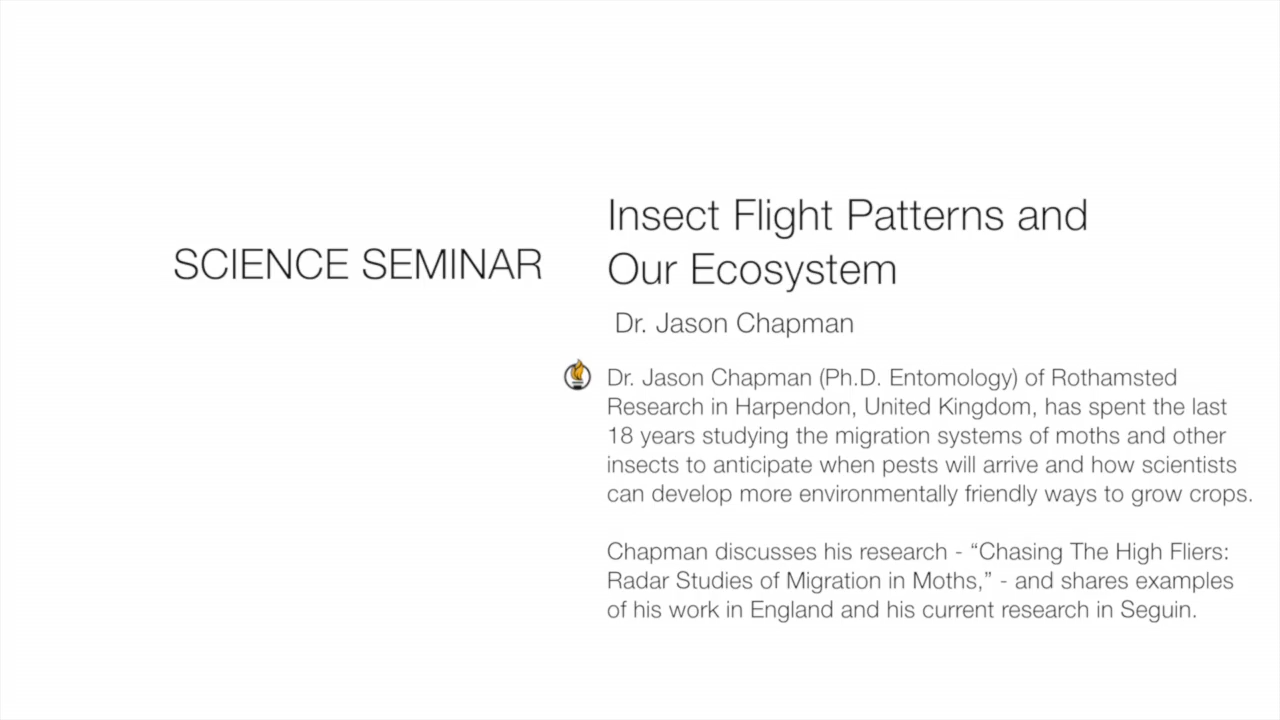 SCIENCE SEMINAR
Insect Flight Patterns and
Our Ecosystem
Dr. Jason Chapman
Dr. Jason Chapman (Ph.D. Entomology) of Rothamsted
Research in Harpendon, United Kingdom, has spent the last
18 years studying the migration systems of moths and other
insects to anticipate when pests will arrive and how scientists
can develop more environmentally friendly ways to grow crops.
Chapman discusses his research - “Chasing The High Fliers:
Radar Studies of Migration in Moths,” - and shares examples
of his work in England and his current research in Seguin.